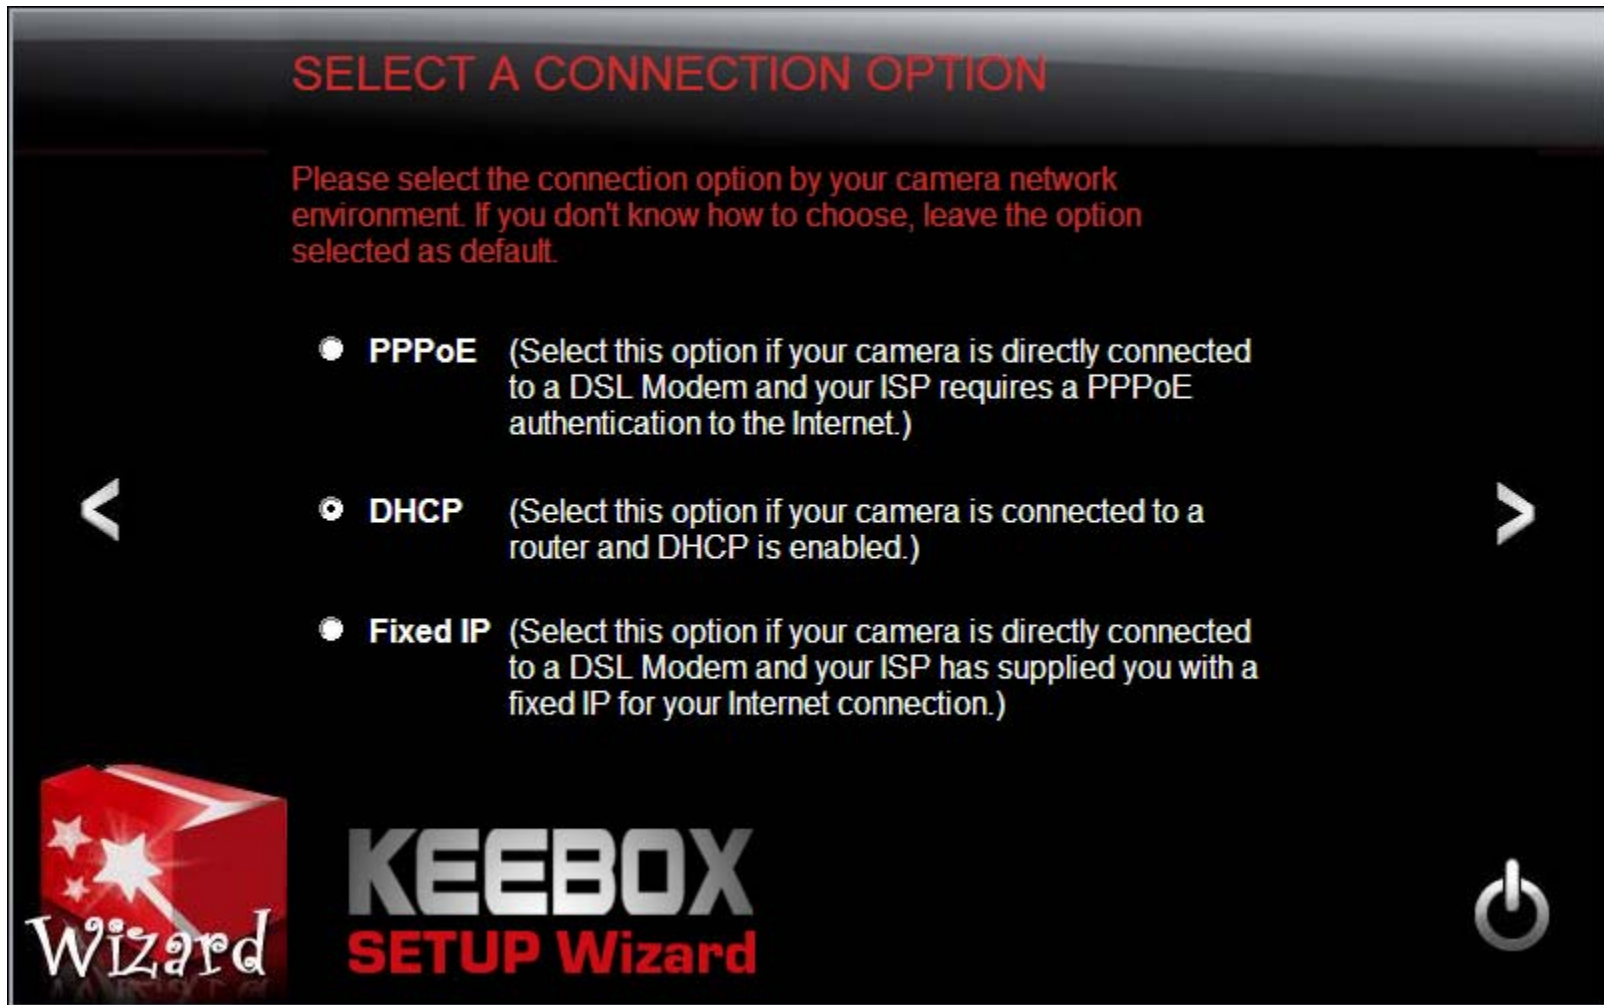 SELECT A CONNECTION OPTION
Please select the connection option by your camera network
environment. If you don't know how to choose, leave the option
selected as default.
PPPoE (Select this option if your camera is directly connected
to a DSL Modem and your ISP requires a PPPoE
authentication to the Internet.)
DHCP (Select this option if your camera is connected to a
router and DHCP is enabled.)
Fixed IP (Select this option if your camera is directly connected
to a DSL Modem and your ISP has supplied you with a
fixed IP for your Internet connection.)
< >
Wizard
KEEBOX
SETUP Wizard